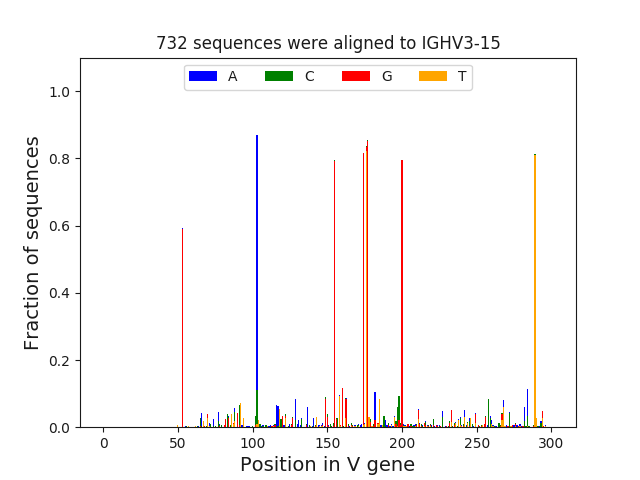 732 sequences were aligned to IGHV3-15
A C G T
1.0
0.8
0.6
0.4
0.2
0.0
Fraction of sequences
0 50 100 150 200 250 300
Position in V gene